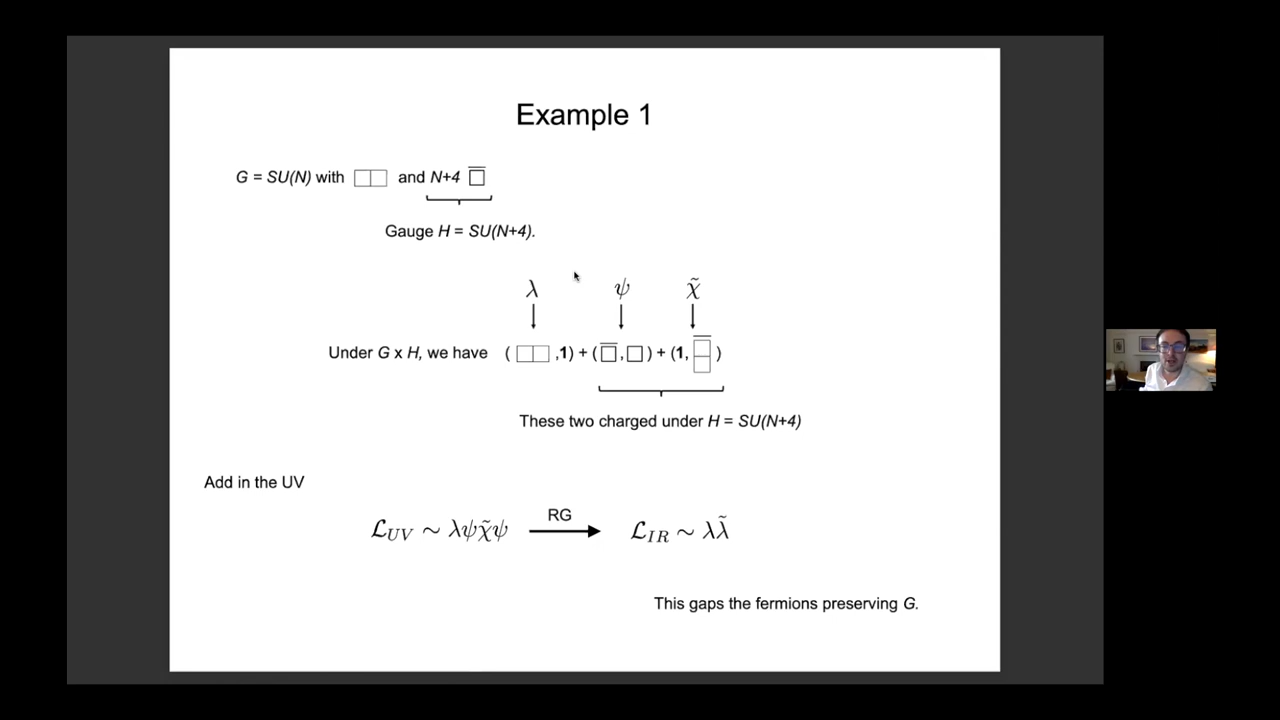 Example 1
G = SU(N) with □□ and N+4 □̅
Gauge H = SU(N+4).
λ ψ χ̃
Under G x H, we have ( □□ ,1) + ( □̅ , □ ) + (1, )
These two charged under H = SU(N+4)
Add in the UV
RG
ℒ_UV ~ λψχ̃ψ → ℒ_IR ~ λλ̃
This gaps the fermions preserving G.